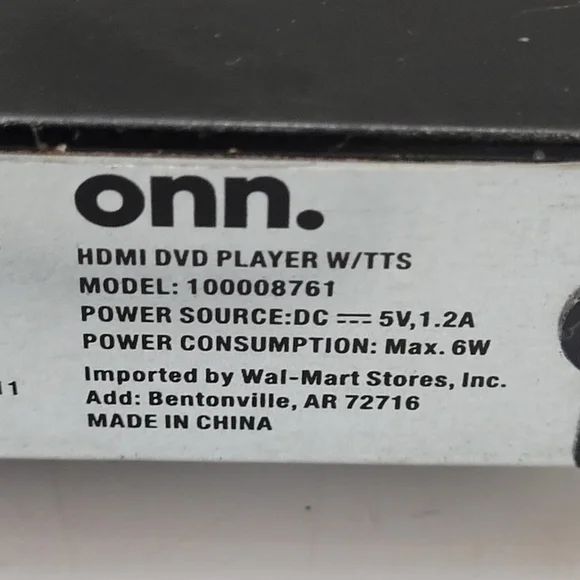 onn.
HDMI DVD PLAYER W/TTS
MODEL: 100008761
POWER SOURCE:DC ⎓ 5V,1.2A
POWER CONSUMPTION: Max. 6W
Imported by Wal-Mart Stores, Inc.
Add: Bentonville, AR 72716
MADE IN CHINA